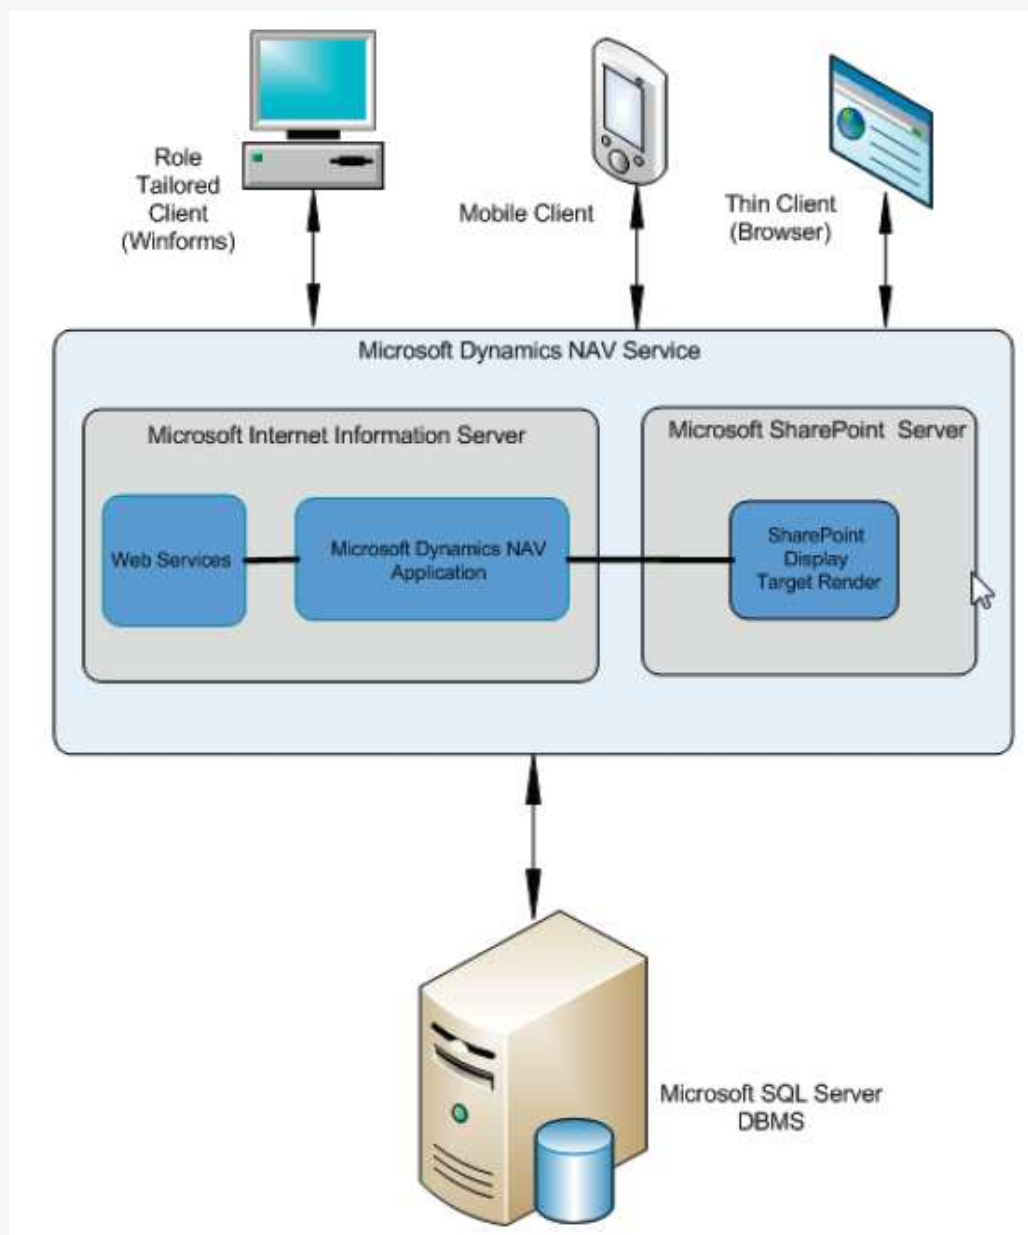 Role
Tailored
Client
(Winforms)
Mobile Client
Thin Client
(Browser)
Microsoft Dynamics NAV Service
Microsoft Internet Information Server
Microsoft SharePoint Server
Web Services
Microsoft Dynamics NAV
Application
SharePoint
Display
Target Render
Microsoft SQL Server
DBMS